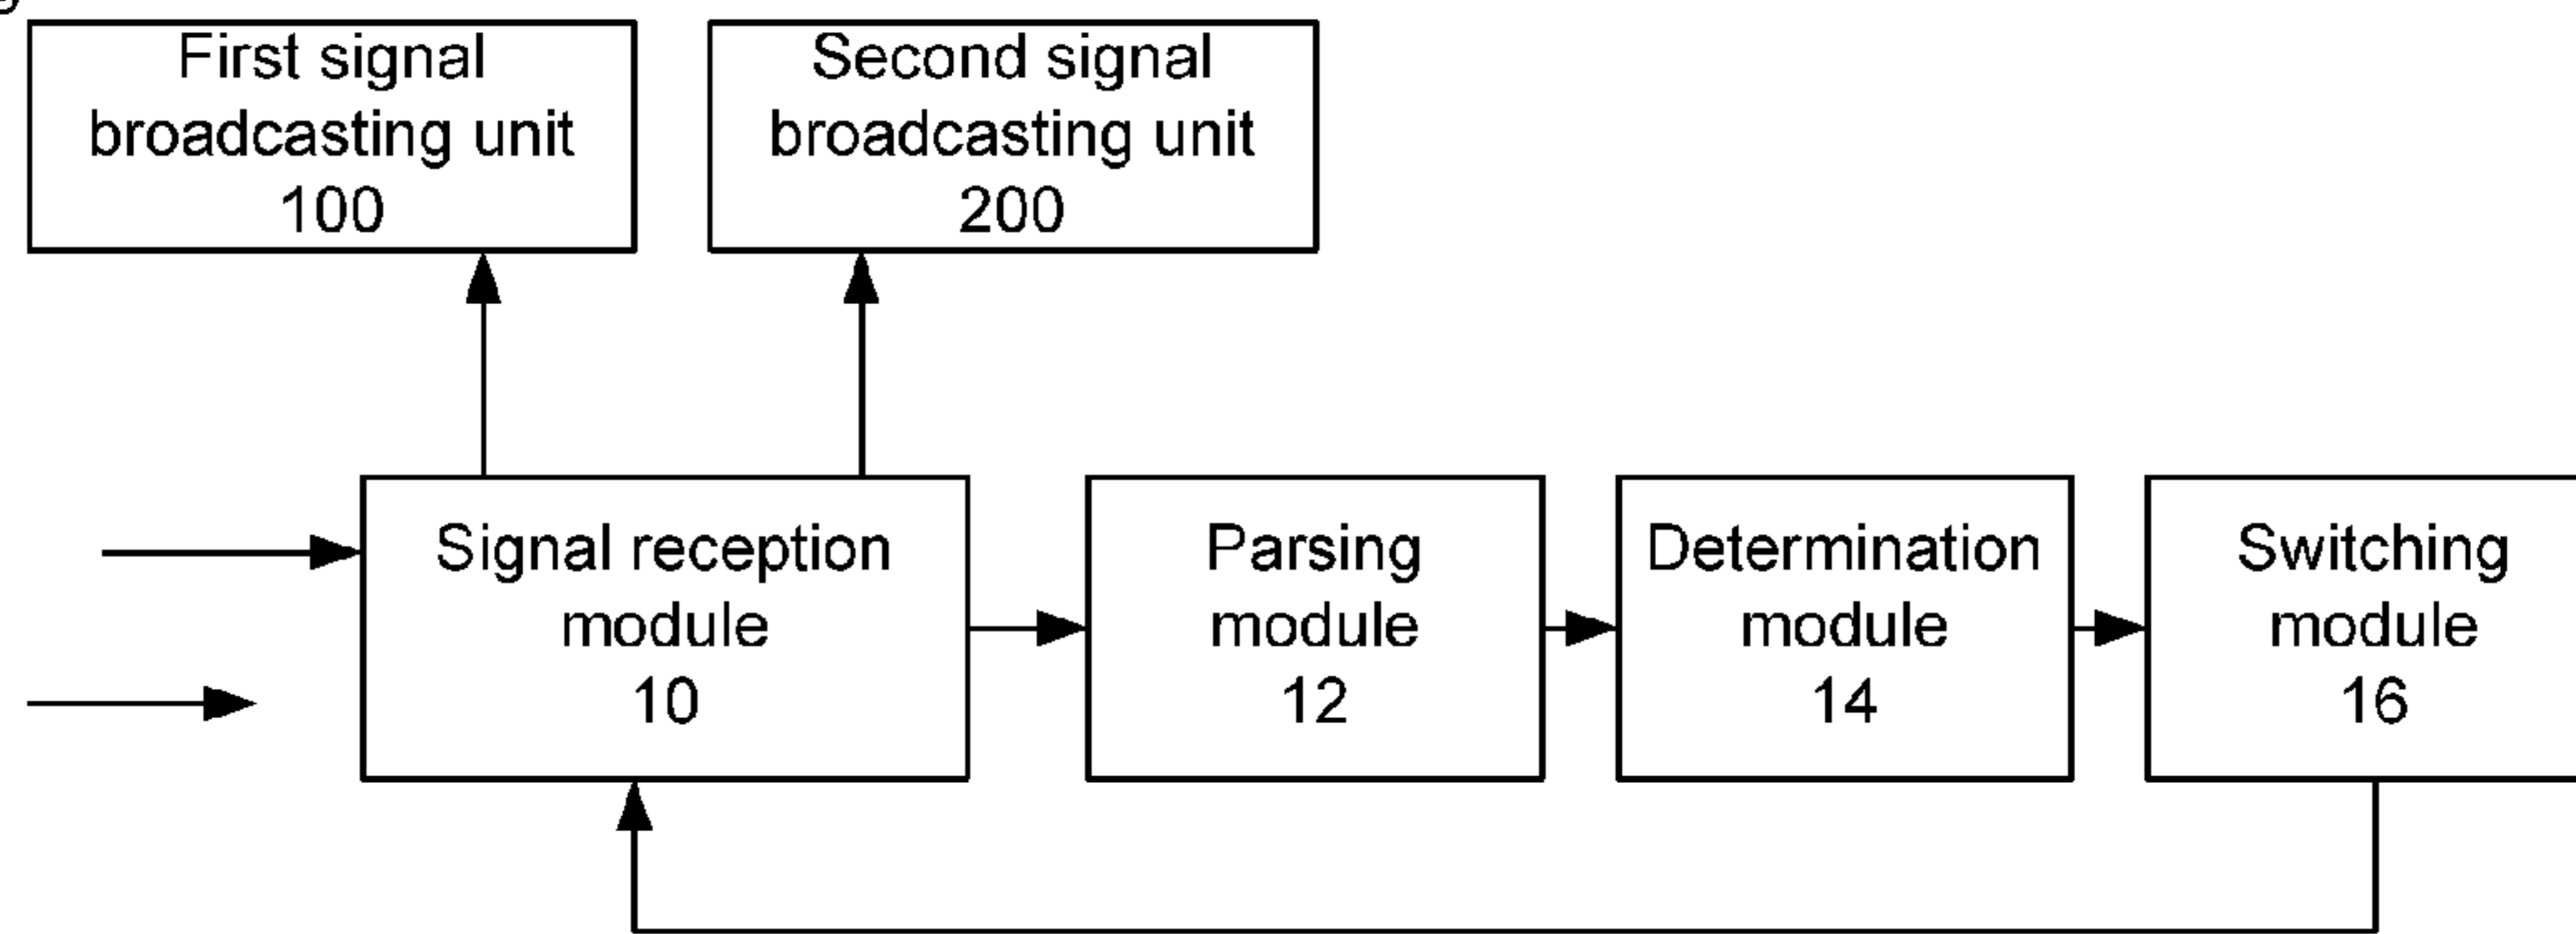 First signal
broadcasting unit
100
Second signal
broadcasting unit
200
Signal reception
module
10
Parsing
module
12
Determination
module
14
Switching
module
16